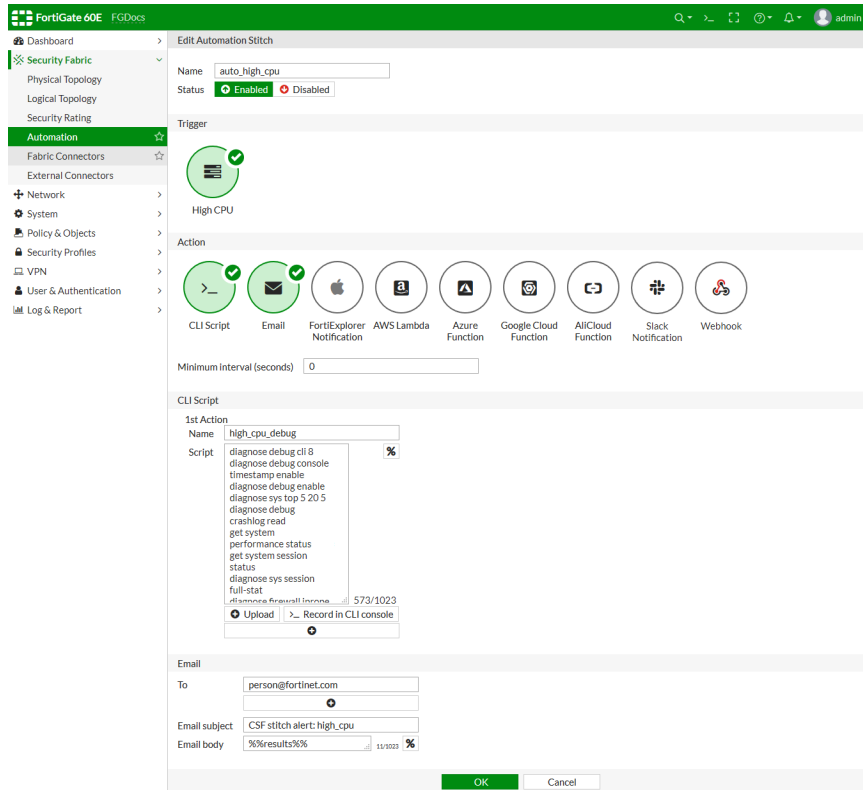 FortiGate 60E FGDocs
admin
Dashboard
Security Fabric
Physical Topology
Logical Topology
Security Rating
Automation
Fabric Connectors
External Connectors
Network
System
Policy & Objects
Security Profiles
VPN
User & Authentication
Log & Report
Edit Automation Stitch
Name auto_high_cpu
Status Enabled Disabled
Trigger
High CPU
Action
CLI Script
Email
FortiExplorer
Notification
AWS Lambda
Azure
Function
Google Cloud
Function
AliCloud
Function
Slack
Notification
Webhook
Minimum interval (seconds) 0
CLI Script
1st Action
Name high_cpu_debug
Script diagnose debug cli 8
diagnose debug console
timestamp enable
diagnose debug enable
diagnose sys top 5 20 5
diagnose debug
crashlog read
get system
performance status
get system session
status
diagnose sys session
full-stat
diagnose firewall iprope
573/1023
Upload >_ Record in CLI console
Email
To person@fortinet.com
Email subject CSF stitch alert: high_cpu
Email body %%results%% 11/1023 %
OK Cancel